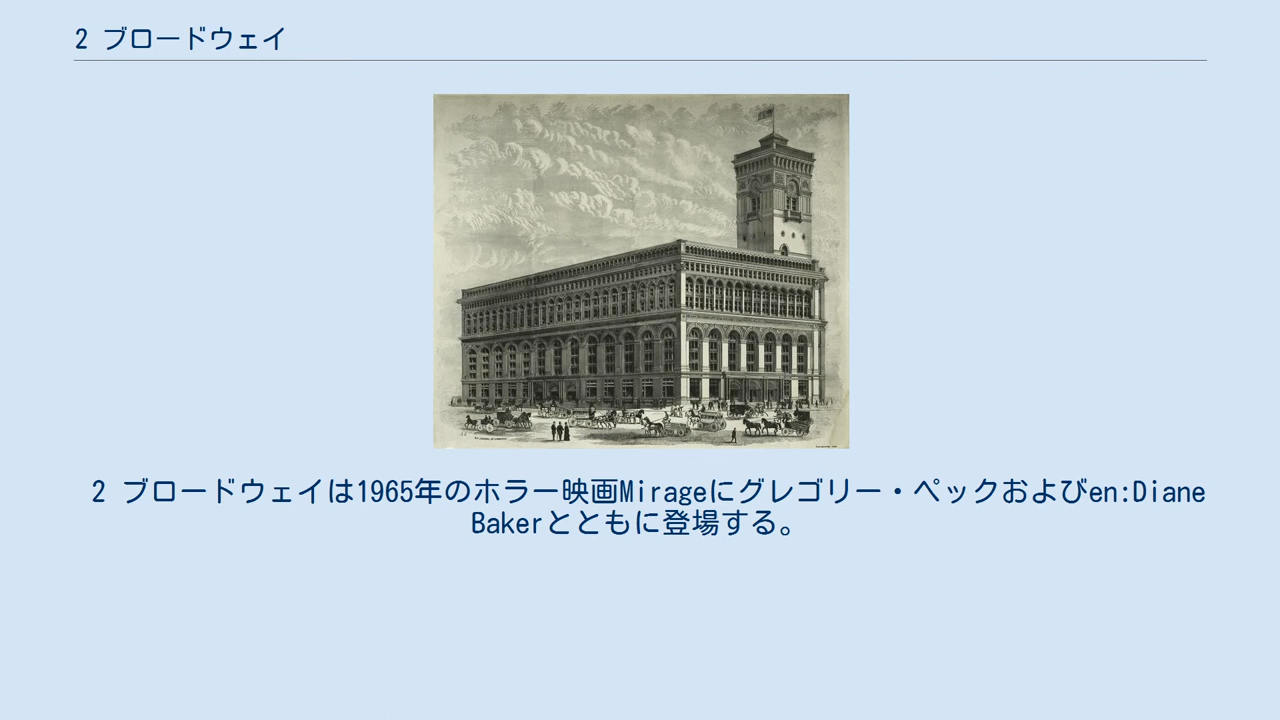 2 ブロードウェイ
2 ブロードウェイは1965年のホラー映画Mirageにグレゴリー・ペックおよびen:Diane
Bakerとともに登場する。